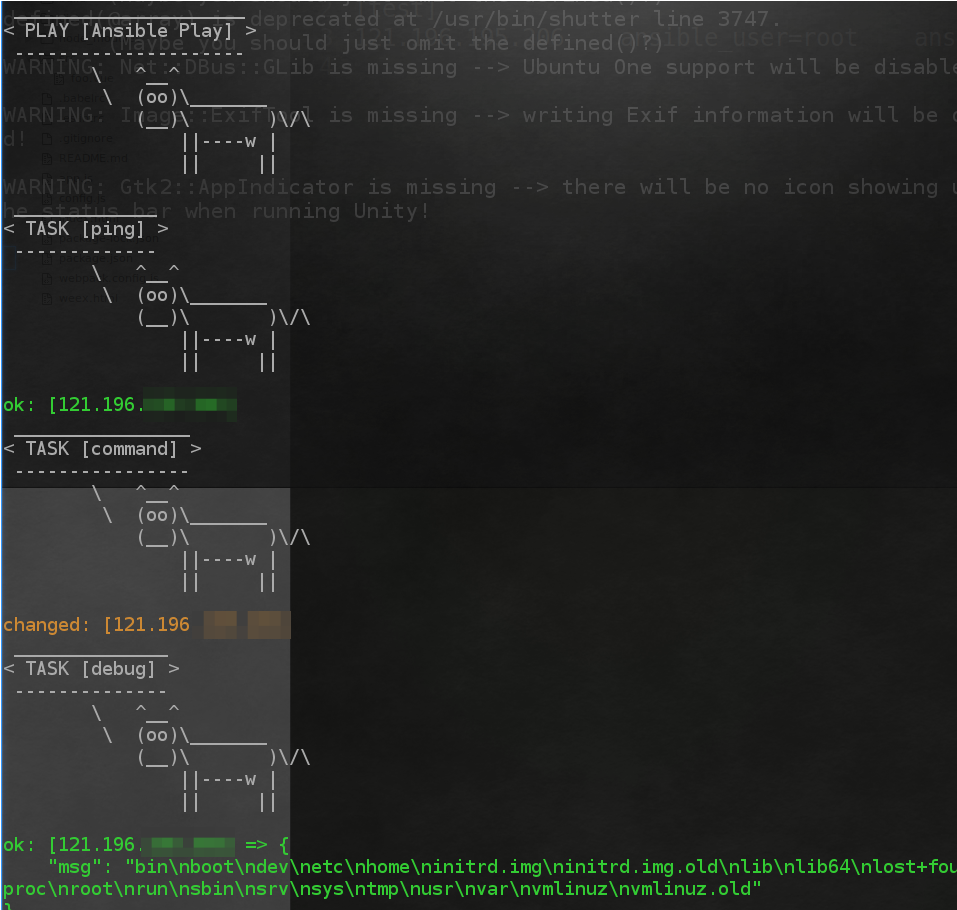 defined(@array) is deprecated at /usr/bin/shutter line 3747.
< PLAY [Ansible Play] >
(Maybe you should just omit the defined()?)
ansible_user=root
 ---------------------
        \   ^__^
WARNING: Net::DBus::GLib is missing --> Ubuntu One support will be disable
         \  (oo)\_______
WARNING: Image::ExifTool is missing --> writing Exif information will be
            (__)\       )\/\
d!
README.md
                ||----w |
                ||     ||
WARNING: Gtk2::AppIndicator is missing --> there will be no icon showing u
he status bar when running Unity!
< TASK [ping] >
 -------------
        \   ^__^
         \  (oo)\_______
            (__)\       )\/\
                ||----w |
                ||     ||
ok: [121.196.
< TASK [command] >
 ----------------
        \   ^__^
         \  (oo)\_______
            (__)\       )\/\
                ||----w |
                ||     ||
changed: [121.196
< TASK [debug] >
 --------------
        \   ^__^
         \  (oo)\_______
            (__)\       )\/\
                ||----w |
                ||     ||
ok: [121.196. => {
    "msg": "bin\nboot\ndev\netc\nhome\ninitrd.img\ninitrd.img.old\nlib\nlib64\nlost+fou
proc\nroot\nrun\nsbin\nsrv\nsys\ntmp\nusr\nvar\nvmlinuz\nvmlinuz.old"
}